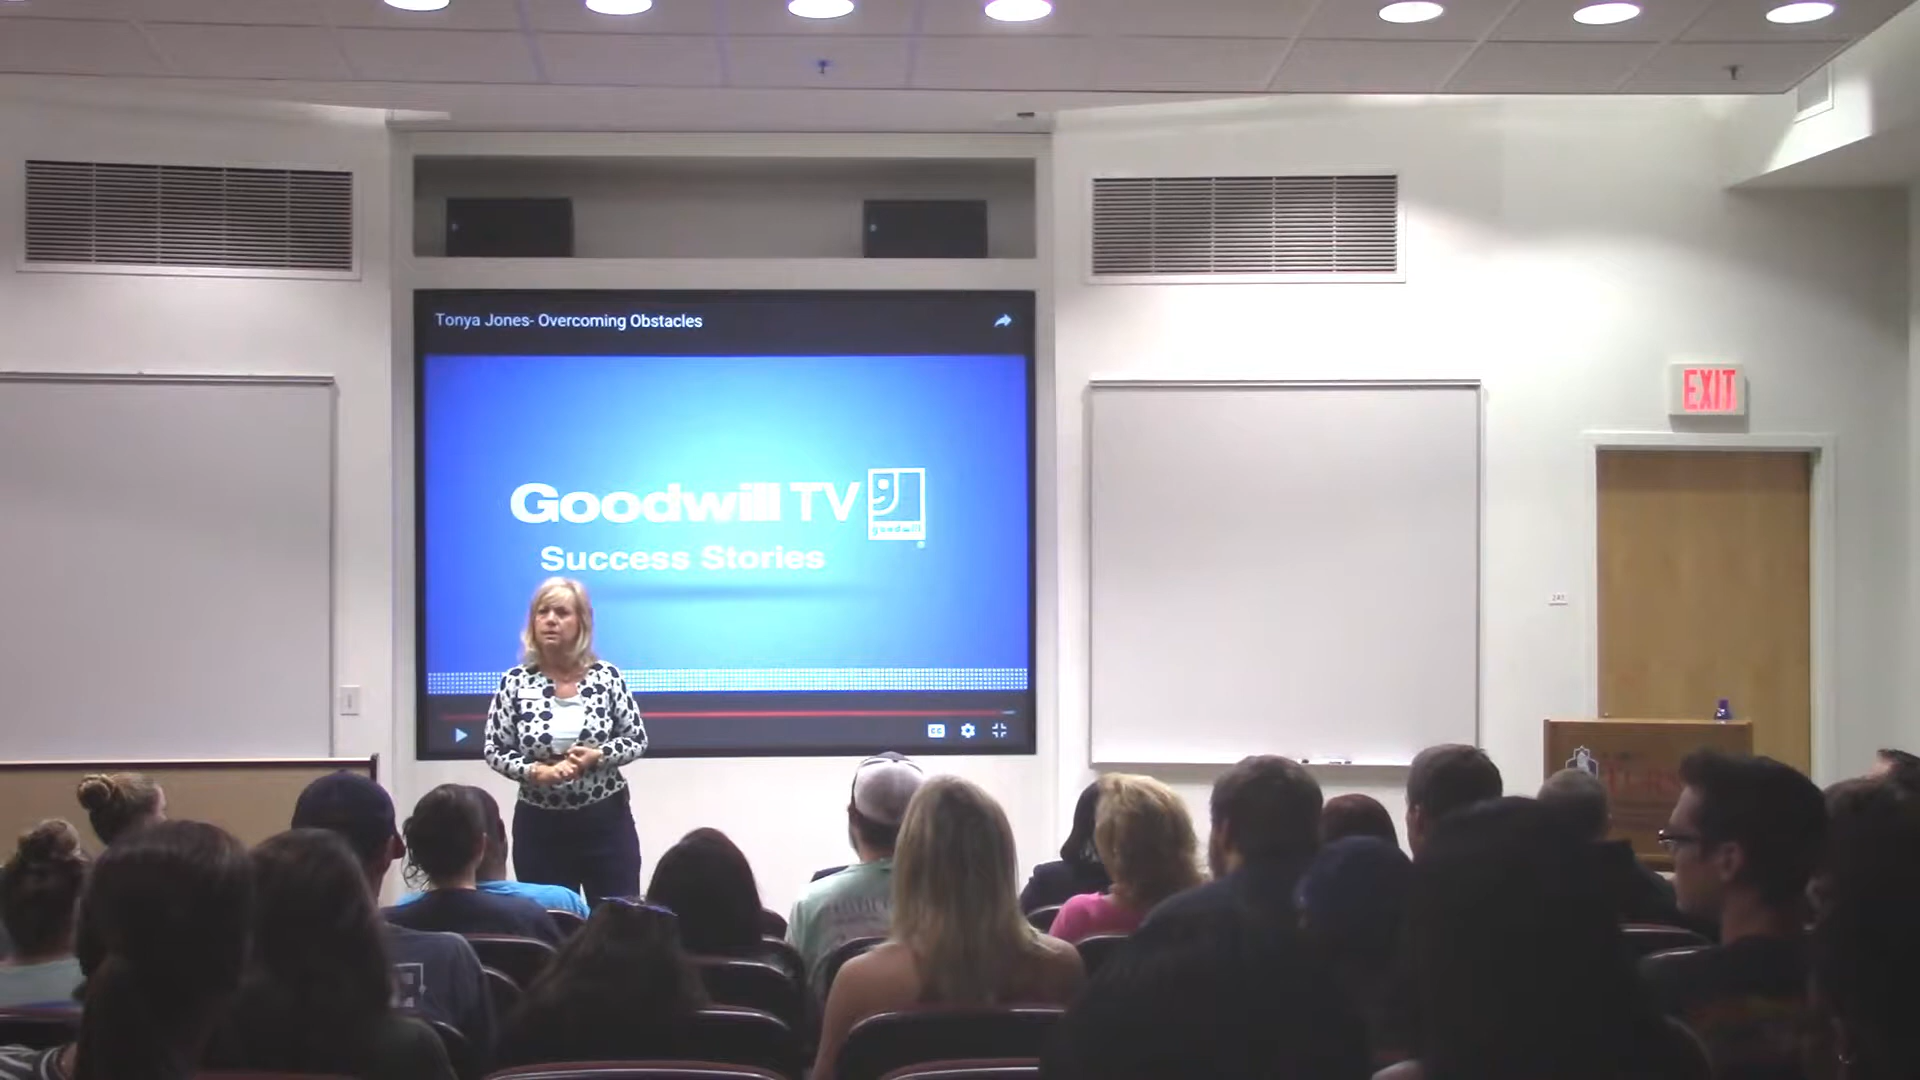 Tonya Jones- Overcoming Obstacles
Goodwill TV
goodwill
Success Stories
CC
EXIT